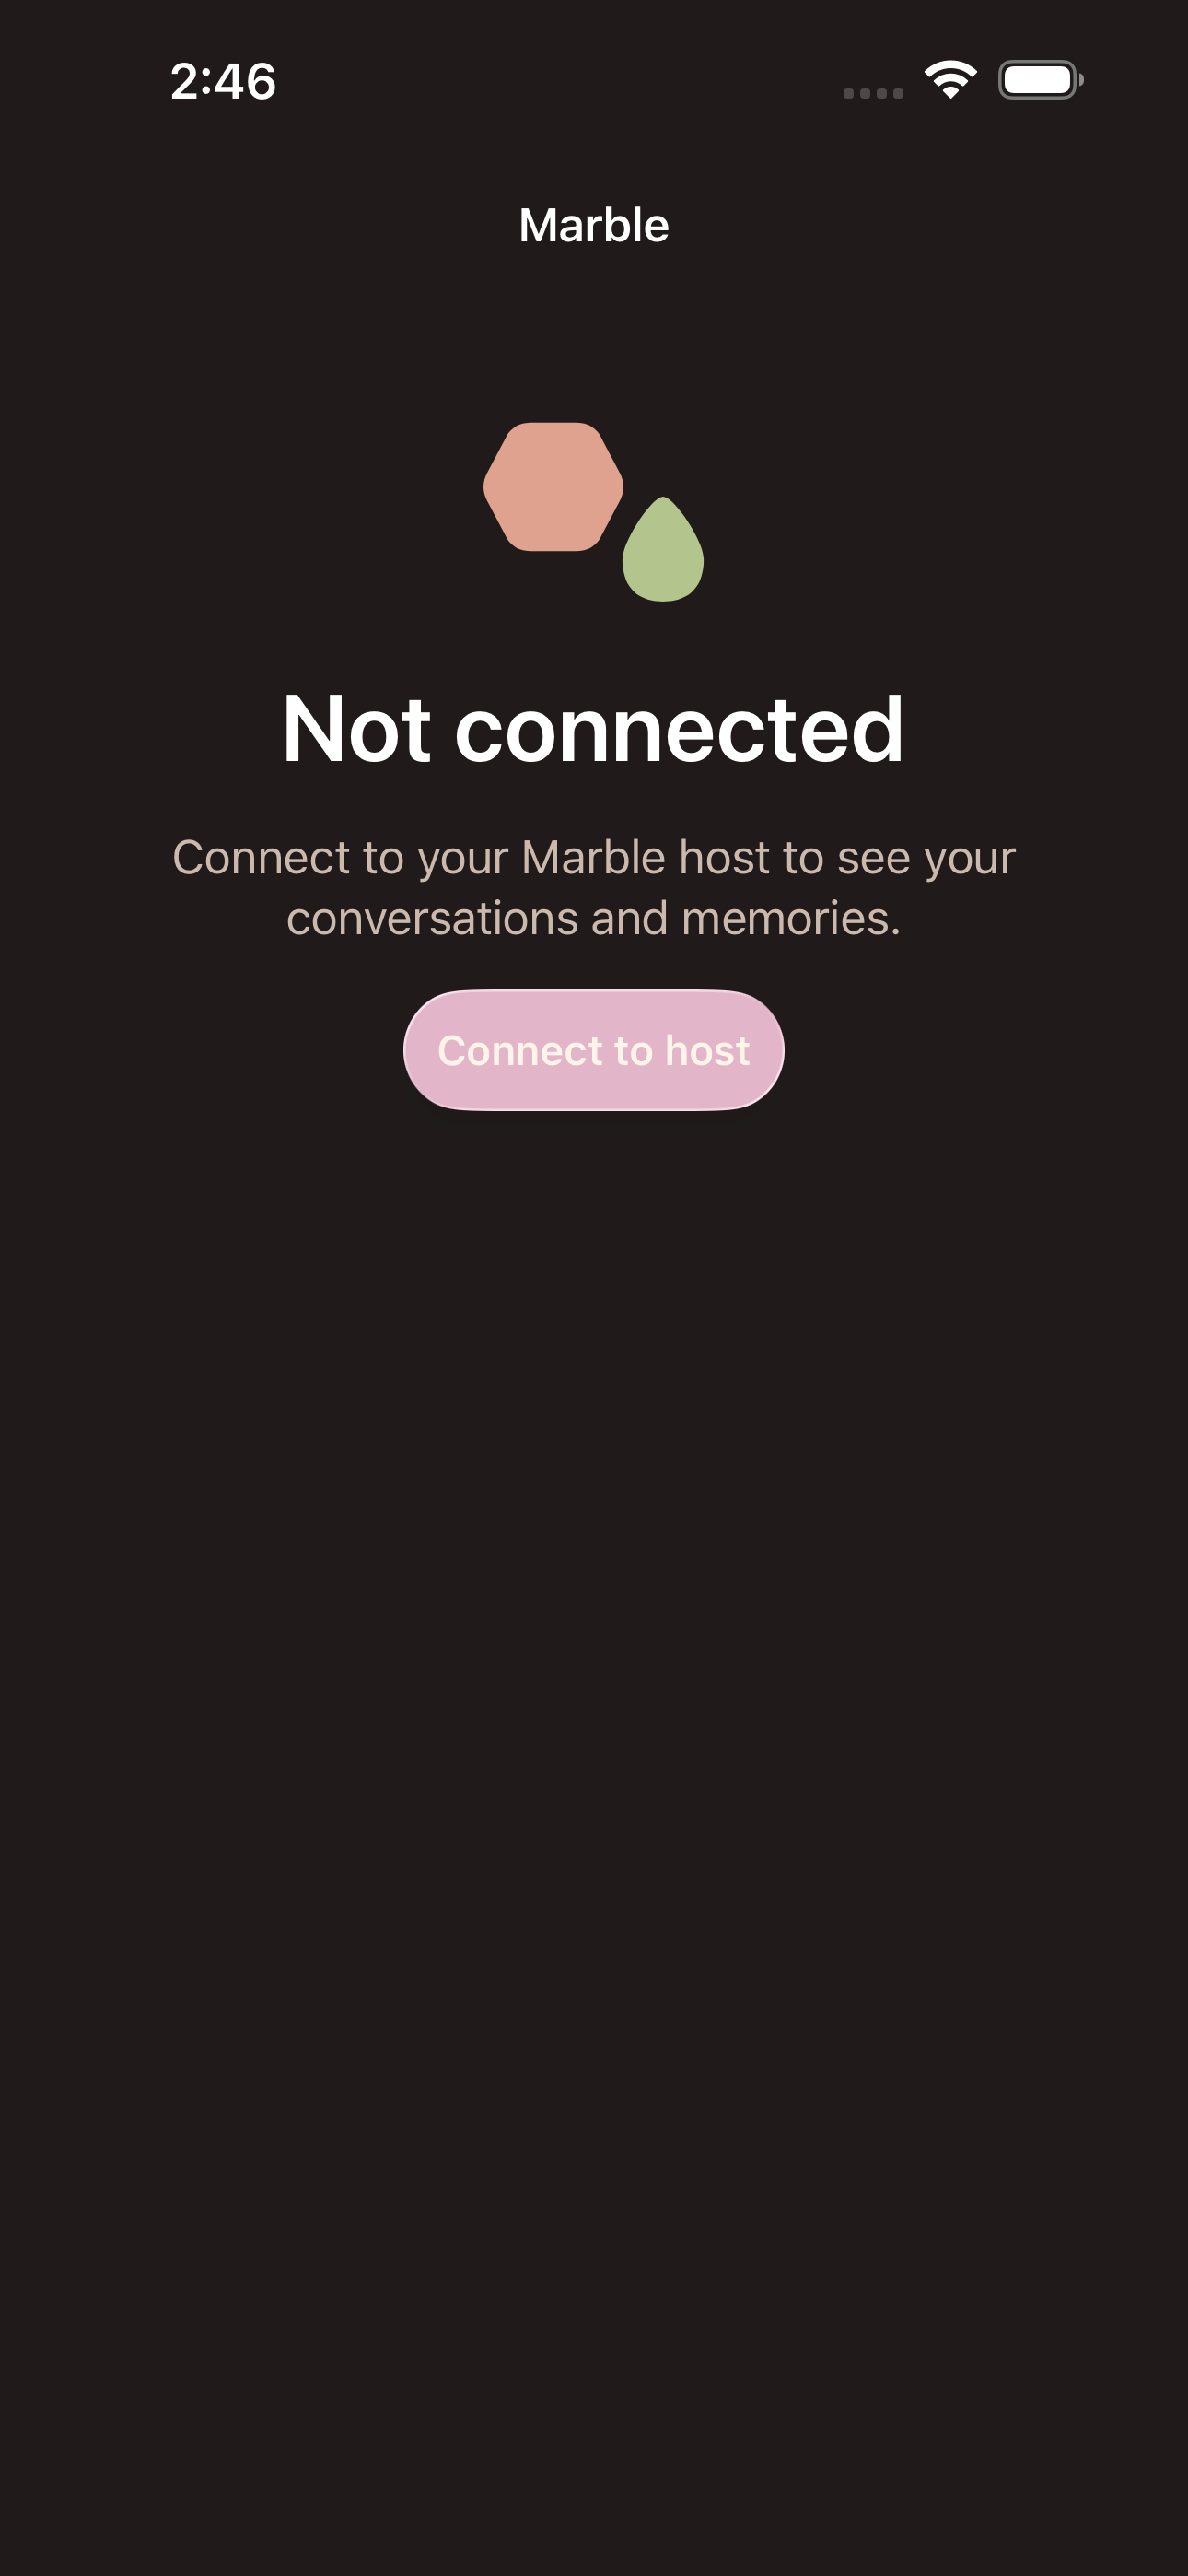 2:46
Marble
Not connected
Connect to your Marble host to see your
conversations and memories.
Connect to host